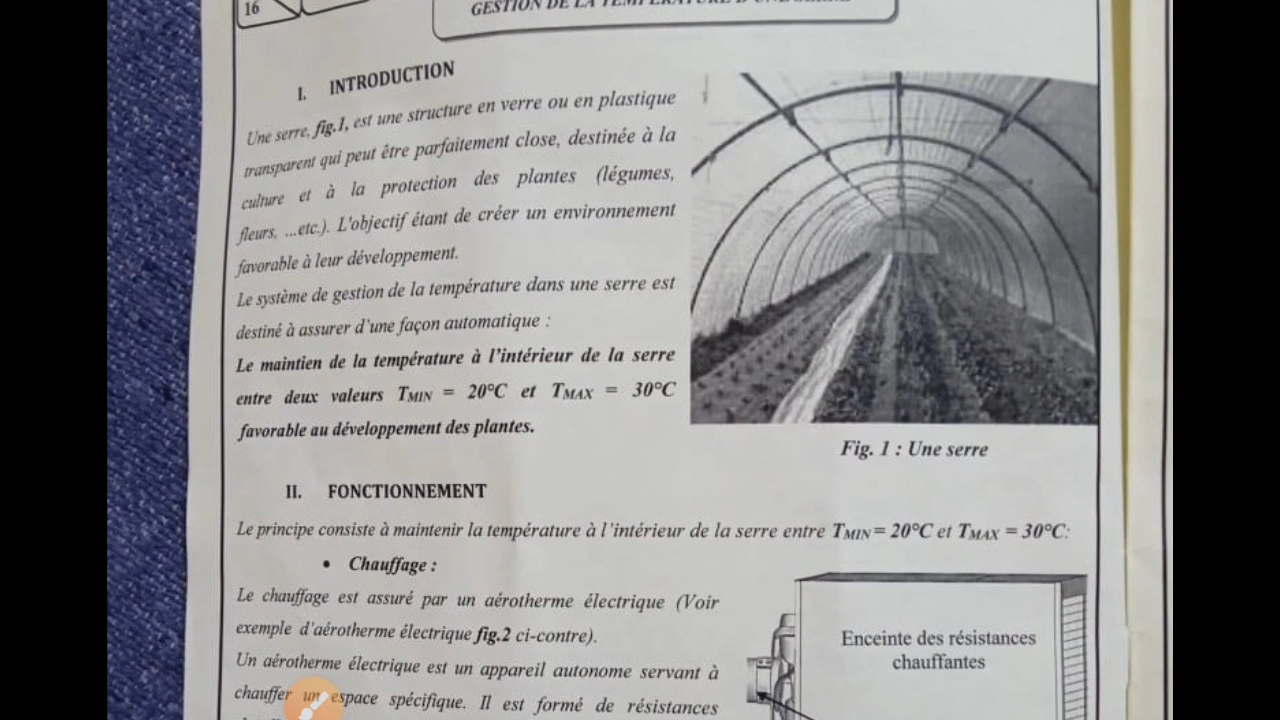 16
GESTION DE LA TEMPÉRATURE D'UNE SERRE
I. INTRODUCTION
Une serre, fig.1, est une structure en verre ou en plastique
transparent qui peut être parfaitement close, destinée à la
culture et à la protection des plantes (légumes,
fleurs, ...etc.). L'objectif étant de créer un environnement
favorable à leur développement.
Le système de gestion de la température dans une serre est
destiné à assurer d'une façon automatique :
Le maintien de la température à l'intérieur de la serre
entre deux valeurs TMIN = 20°C et TMAX = 30°C
favorable au développement des plantes.
Fig. 1 : Une serre
II. FONCTIONNEMENT
Le principe consiste à maintenir la température à l'intérieur de la serre entre TMIN = 20°C et TMAX = 30°C:
• Chauffage :
Le chauffage est assuré par un aérotherme électrique (Voir
exemple d'aérotherme électrique fig.2 ci-contre).
Un aérotherme électrique est un appareil autonome servant à
chauffer un espace spécifique. Il est formé de résistances
Enceinte des résistances
chauffantes